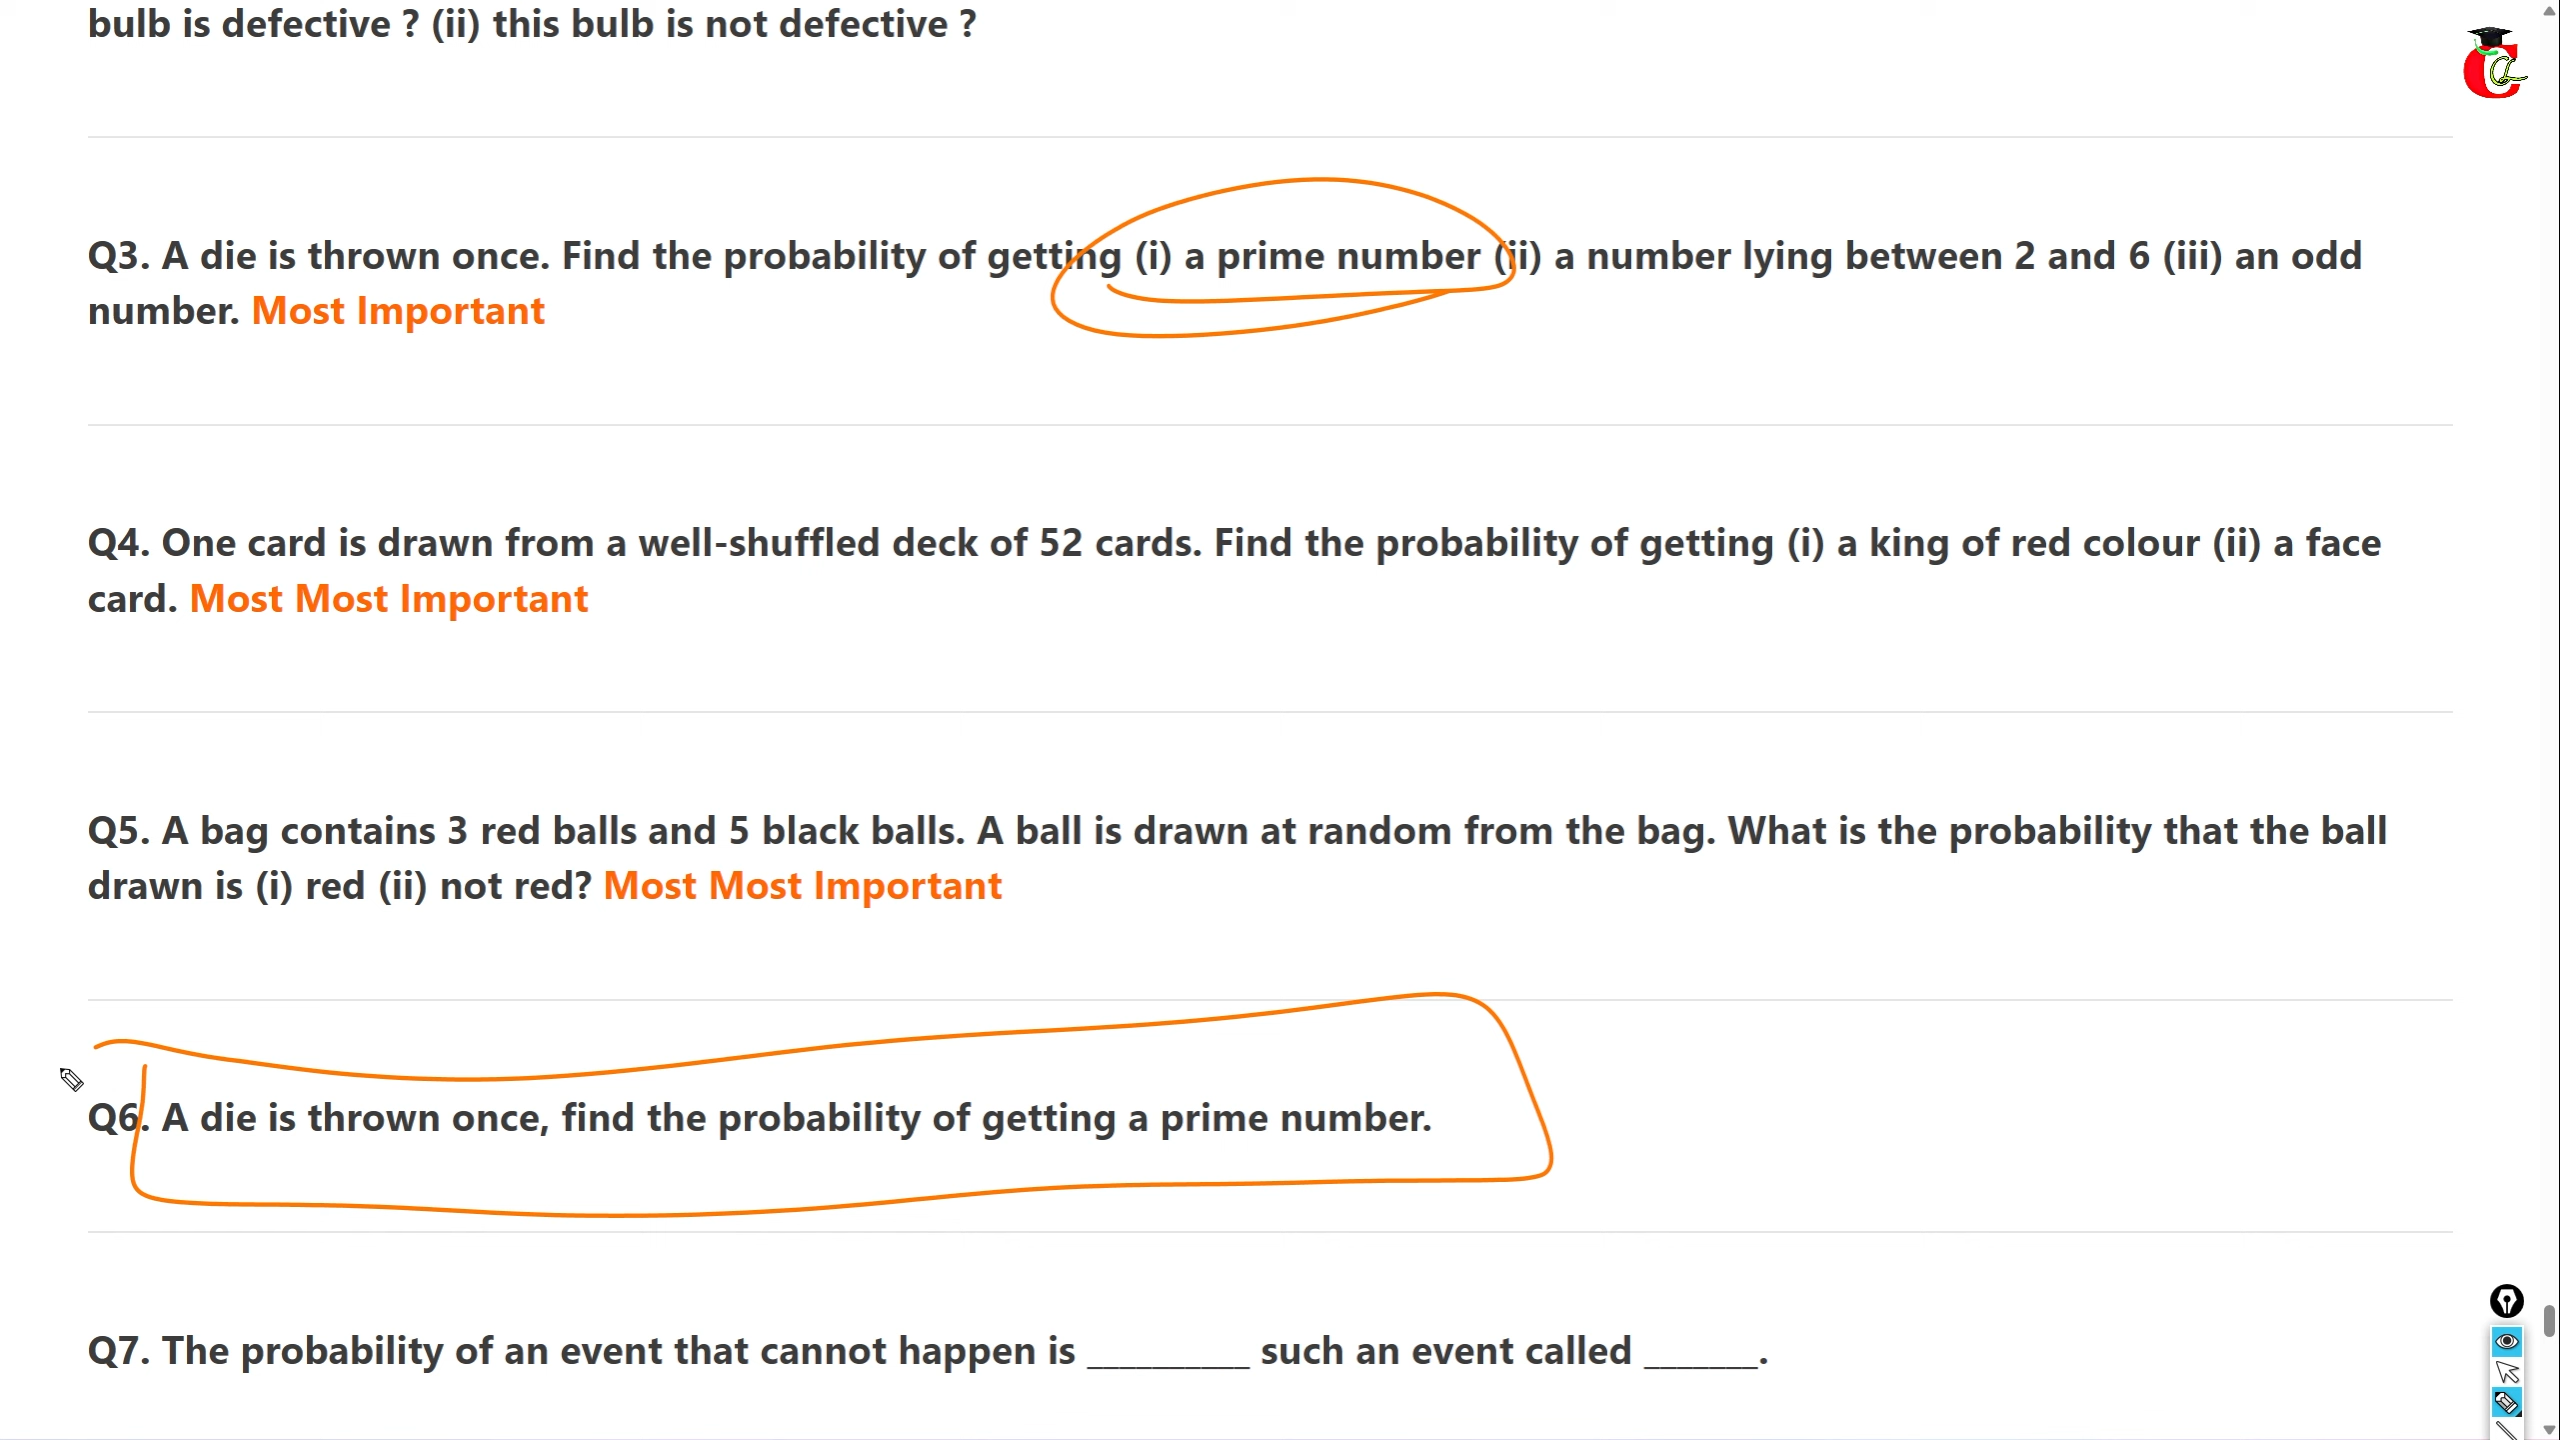 bulb is defective ? (ii) this bulb is not defective ?
Q3. A die is thrown once. Find the probability of getting (i) a prime number (ii) a number lying between 2 and 6 (iii) an odd
number. Most Important
Q4. One card is drawn from a well-shuffled deck of 52 cards. Find the probability of getting (i) a king of red colour (ii) a face
card. Most Most Important
Q5. A bag contains 3 red balls and 5 black balls. A ball is drawn at random from the bag. What is the probability that the ball
drawn is (i) red (ii) not red? Most Most Important
Q6. A die is thrown once, find the probability of getting a prime number.
Q7. The probability of an event that cannot happen is __________ such an event called _______.